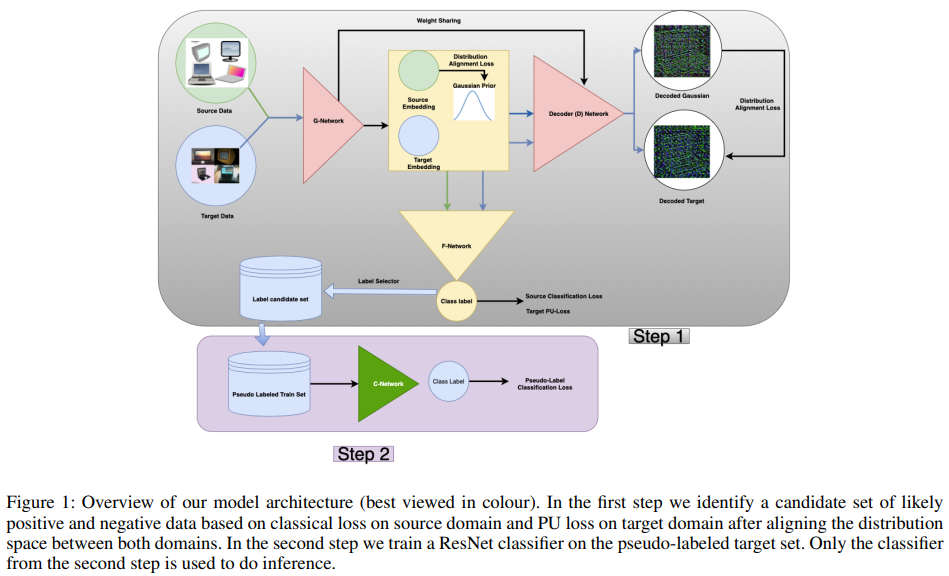 Weight Sharing
Source Data
Target Data
G-Network
Distribution
Alignment Loss
Gaussian Prior
Source
Embedding
Target
Embedding
Decoder (D) Network
Decoded Gaussian
Distribution
Alignment Loss
Decoded Target
F-Network
Class label
Source Classification Loss
Target PU-Loss
Label Selector
Label candidate set
Step 1
Pseudo Labeled Train Set
C-Network
Class Label
Pseudo-Label
Classification Loss
Step 2
Figure 1: Overview of our model architecture (best viewed in colour). In the first step we identify a candidate set of likely
positive and negative data based on classical loss on source domain and PU loss on target domain after aligning the distribution
space between both domains. In the second step we train a ResNet classifier on the pseudo-labeled target set. Only the classifier
from the second step is used to do inference.